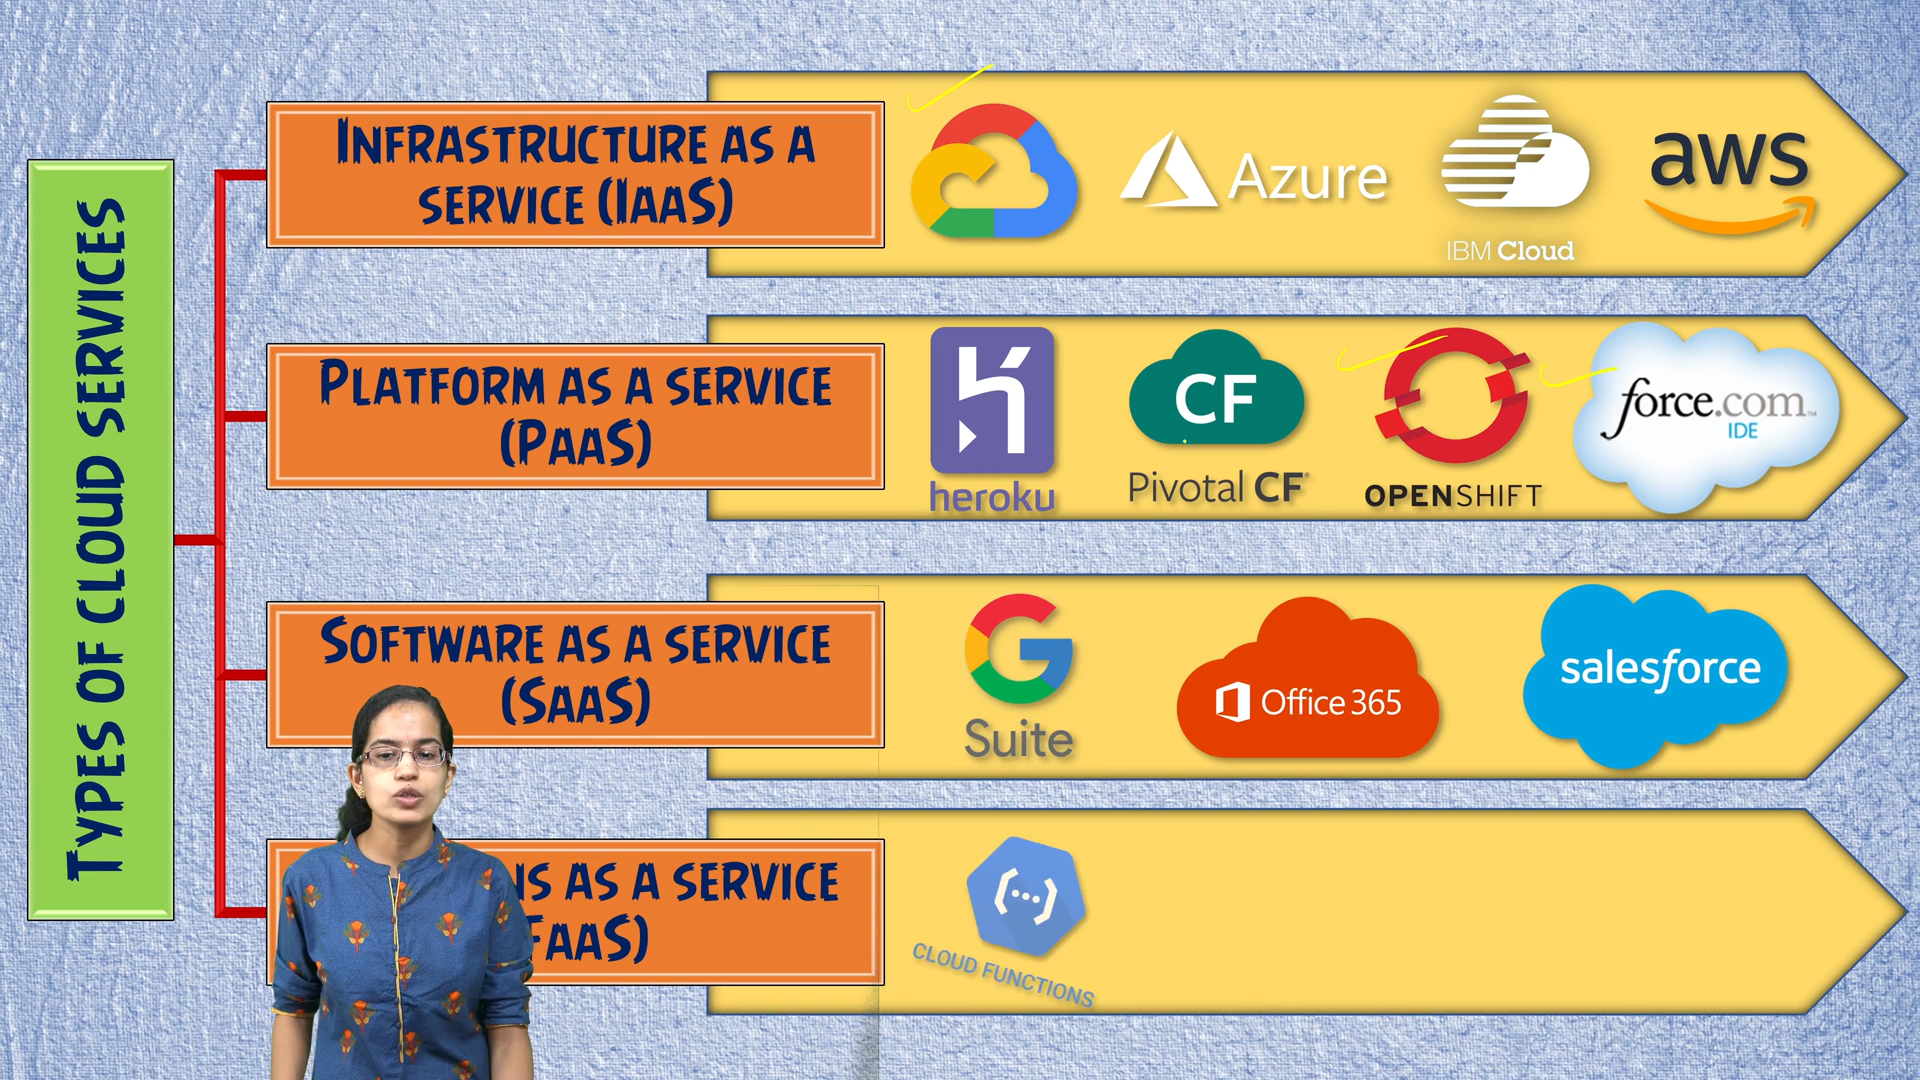 TYPES OF CLOUD SERVICES
INFRASTRUCTURE AS A
SERVICE (IAAS)
Azure
IBM Cloud
aws
PLATFORM AS A SERVICE
(PAAS)
heroku
CF
Pivotal CF
OPENSHIFT
force.com
IDE
SOFTWARE AS A SERVICE
(SAAS)
G
Suite
Office 365
salesforce
AS A SERVICE
CLOUD FUNCTIONS